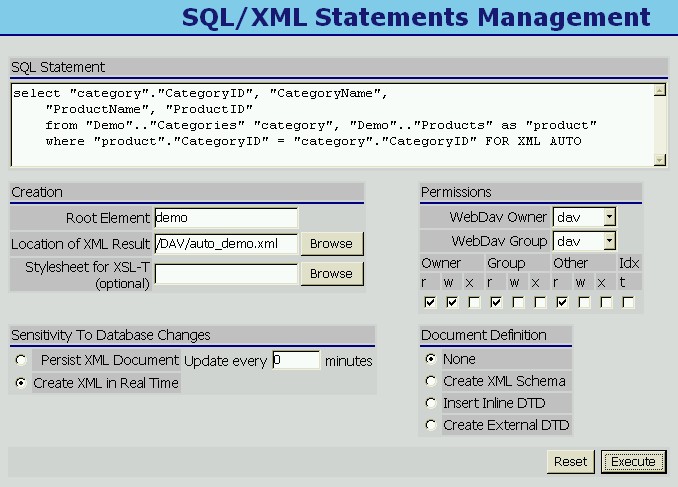 SQL/XML Statements Management
SQL Statement
select "category"."CategoryID", "CategoryName",
"ProductName", "ProductID"
from "Demo".."Categories" "category", "Demo".."Products" as "product"
where "product"."CategoryID" = "category"."CategoryID" FOR XML AUTO
Creation
Root Element demo
Location of XML Result /DAV/auto_demo.xml Browse
Stylesheet for XSL-T
(optional) Browse
Permissions
WebDav Owner dav
WebDav Group dav
Owner Group Other Idx
r w x r w x r w x t
Sensitivity To Database Changes
Persist XML Document Update every 0 minutes
Create XML in Real Time
Document Definition
None
Create XML Schema
Insert Inline DTD
Create External DTD
Reset Execute